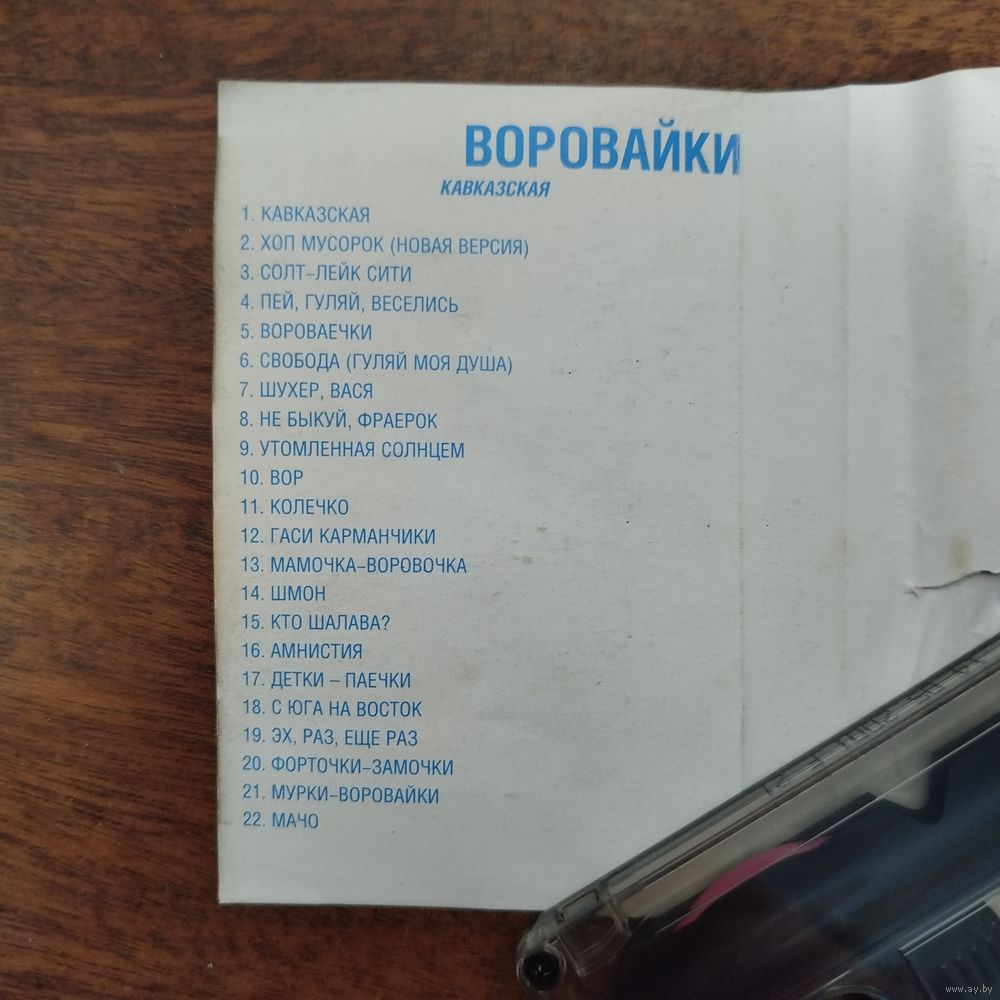 ВОРОВАЙКИ
КАВКАЗСКАЯ
1. КАВКАЗСКАЯ
2. ХОП МУСОРОК (НОВАЯ ВЕРСИЯ)
3. СОЛТ-ЛЕЙК СИТИ
4. ПЕЙ, ГУЛЯЙ, ВЕСЕЛИСЬ
5. ВОРОВАЕЧКИ
6. СВОБОДА (ГУЛЯЙ МОЯ ДУША)
7. ШУХЕР, ВАСЯ
8. НЕ БЫКУЙ, ФРАЕРОК
9. УТОМЛЕННАЯ СОЛНЦЕМ
10. ВОР
11. КОЛЕЧКО
12. ГАСИ КАРМАНЧИКИ
13. МАМОЧКА-ВОРОВОЧКА
14. ШМОН
15. КТО ШАЛАВА?
16. АМНИСТИЯ
17. ДЕТКИ – ПАЕЧКИ
18. С ЮГА НА ВОСТОК
19. ЭХ, РАЗ, ЕЩЕ РАЗ
20. ФОРТОЧКИ-ЗАМОЧКИ
21. МУРКИ-ВОРОВАЙКИ
22. МАЧО
www.ay.by